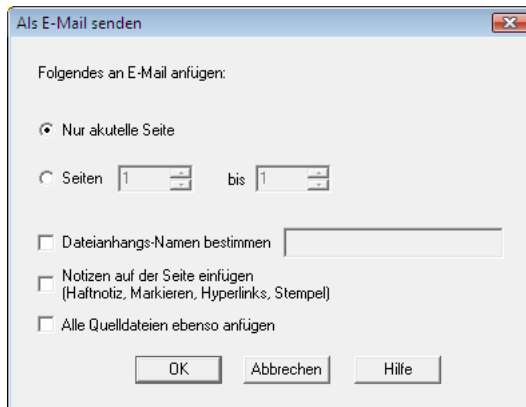 Als E-Mail senden
Folgendes an E-Mail anfügen:
Nur akutelle Seite
Seiten 1 bis 1
Dateianhangs-Namen bestimmen
Notizen auf der Seite einfügen
(Haftnotiz, Markieren, Hyperlinks, Stempel)
Alle Quelldateien ebenso anfügen
OK Abbrechen Hilfe